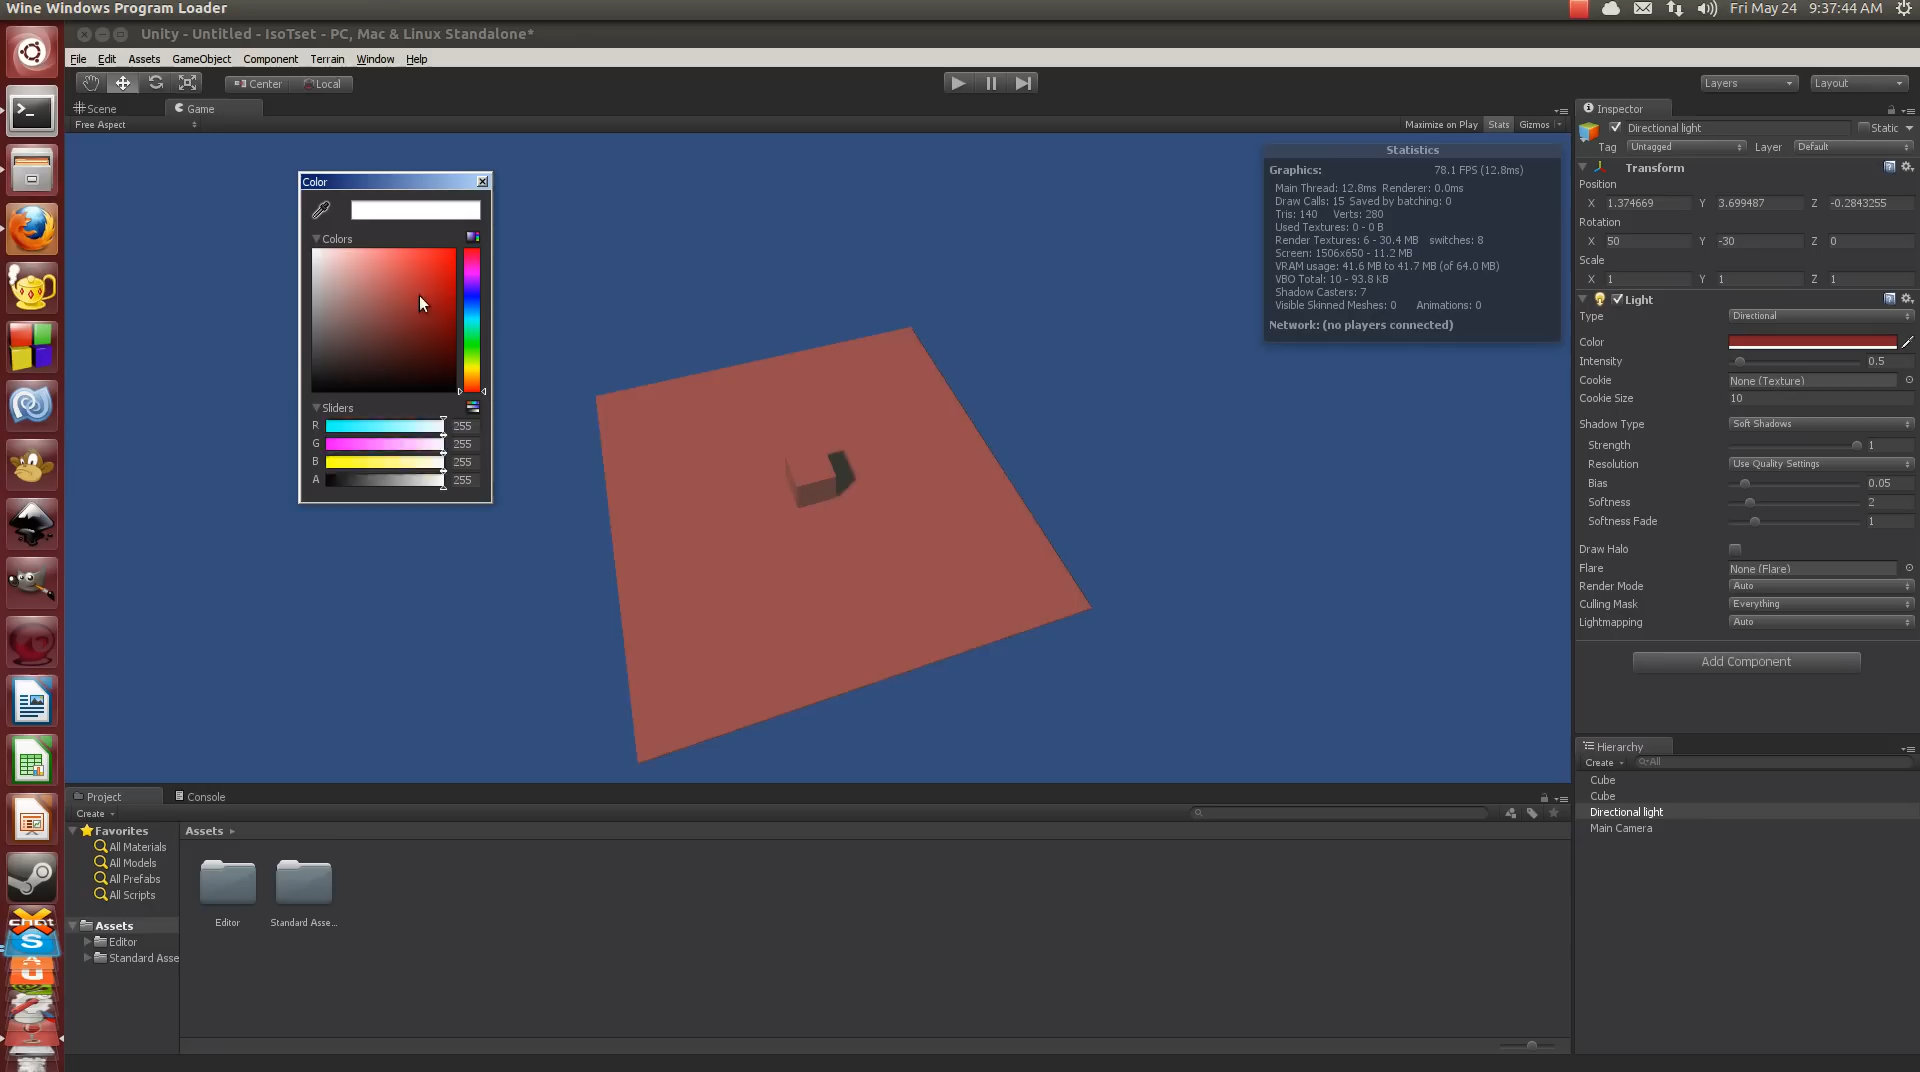 Wine Windows Program Loader
Fri May 24 9:37:44 AM
Unity - Untitled - IsoTset - PC, Mac & Linux Standalone*
File Edit Assets GameObject Component Terrain Window Help
Center Local
Layers Layout
Scene Game
Free Aspect
Maximize on Play Stats Gizmos
Color
Colors
Sliders
R 255
G 255
B 255
A 255
Statistics
Graphics: 78.1 FPS (12.8ms)
Main Thread: 12.8ms Renderer: 0.0ms
Draw Calls: 15 Saved by batching: 0
Tris: 140 Verts: 280
Used Textures: 0 - 0 B
Render Textures: 6 - 30.4 MB switches: 8
Screen: 1506x650 - 11.2 MB
VRAM usage: 41.6 MB to 41.7 MB (of 64.0 MB)
VBO Total: 10 - 93.8 KB
Shadow Casters: 7
Visible Skinned Meshes: 0 Animations: 0
Network: (no players connected)
Inspector
Directional light Static
Tag Untagged Layer Default
Transform
Position
X 1.374669 Y 3.699487 Z -0.2843255
Rotation
X 50 Y -30 Z 0
Scale
X 1 Y 1 Z 1
Light
Type Directional
Color
Intensity 0.5
Cookie None (Texture)
Cookie Size 10
Shadow Type Soft Shadows
Strength 1
Resolution Use Quality Settings
Bias 0.05
Softness 2
Softness Fade 1
Draw Halo
Flare None (Flare)
Render Mode Auto
Culling Mask Everything
Lightmapping Auto
Add Component
Hierarchy
Create All
Cube
Cube
Directional light
Main Camera
Project Console
Create
Favorites
All Materials
All Models
All Prefabs
All Scripts
Assets
Editor
Standard Asse
Assets
Editor
Standard Asse...